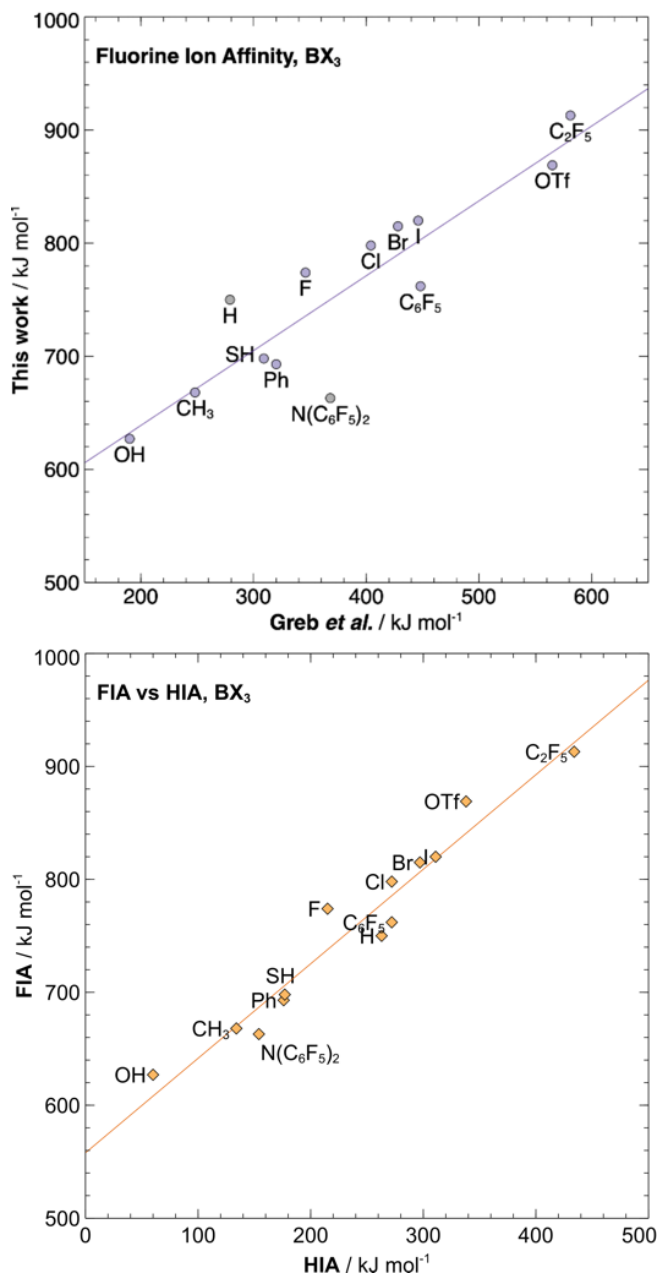 1000
Fluorine Ion Affinity, BX₃
900
C₂F₅
OTf
800
Br
I
Cl
F
C₆F₅
H
This work / kJ mol⁻¹
700
SH
Ph
CH₃
N(C₆F₅)₂
OH
600
500
200
300
400
500
600
Greb et al. / kJ mol⁻¹
1000
FIA vs HIA, BX₃
900
C₂F₅
OTf
Br
I
800
Cl
F
C₆F₅
H
FIA / kJ mol⁻¹
700
SH
Ph
CH₃
N(C₆F₅)₂
OH
600
500
0
100
200
300
400
500
HIA / kJ mol⁻¹